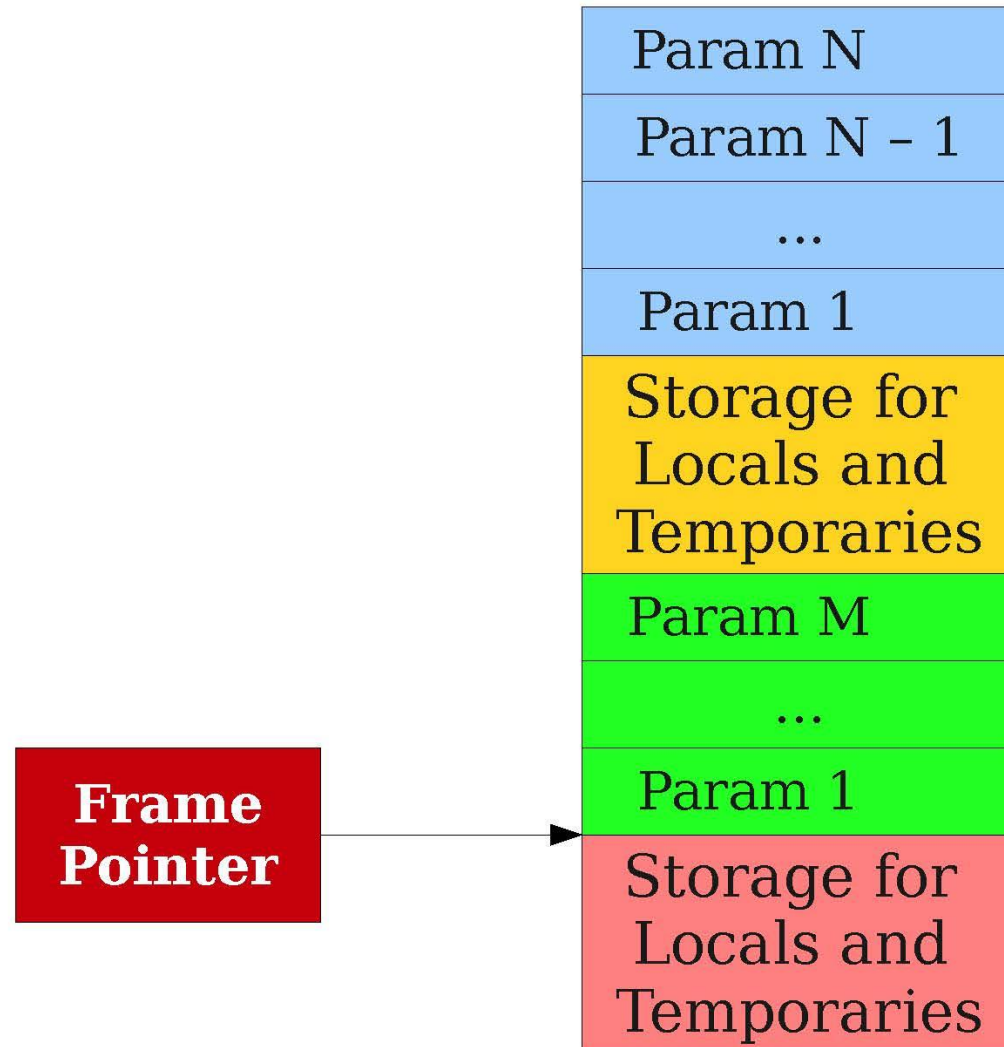 Param N
Param N – 1
...
Param 1
Storage for
Locals and
Temporaries
Param M
...
Param 1
Frame
Pointer
Storage for
Locals and
Temporaries